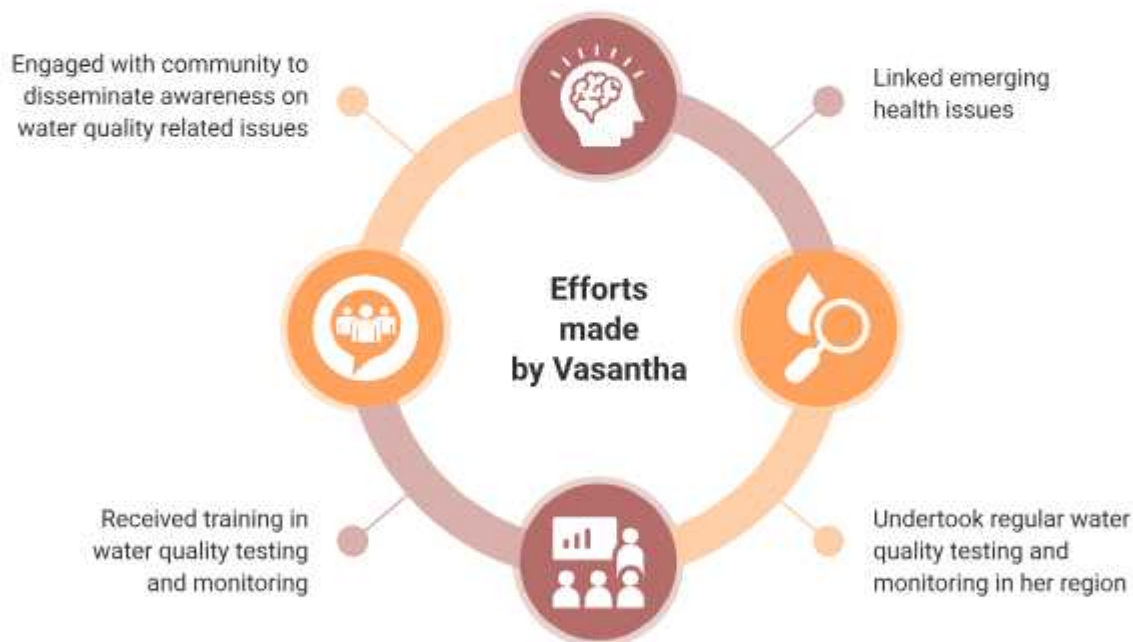 Engaged with community to
disseminate awareness on
water quality related issues
Linked emerging
health issues
Efforts
made
by Vasantha
Received training in
water quality testing
and monitoring
Undertook regular water
quality testing and
monitoring in her region